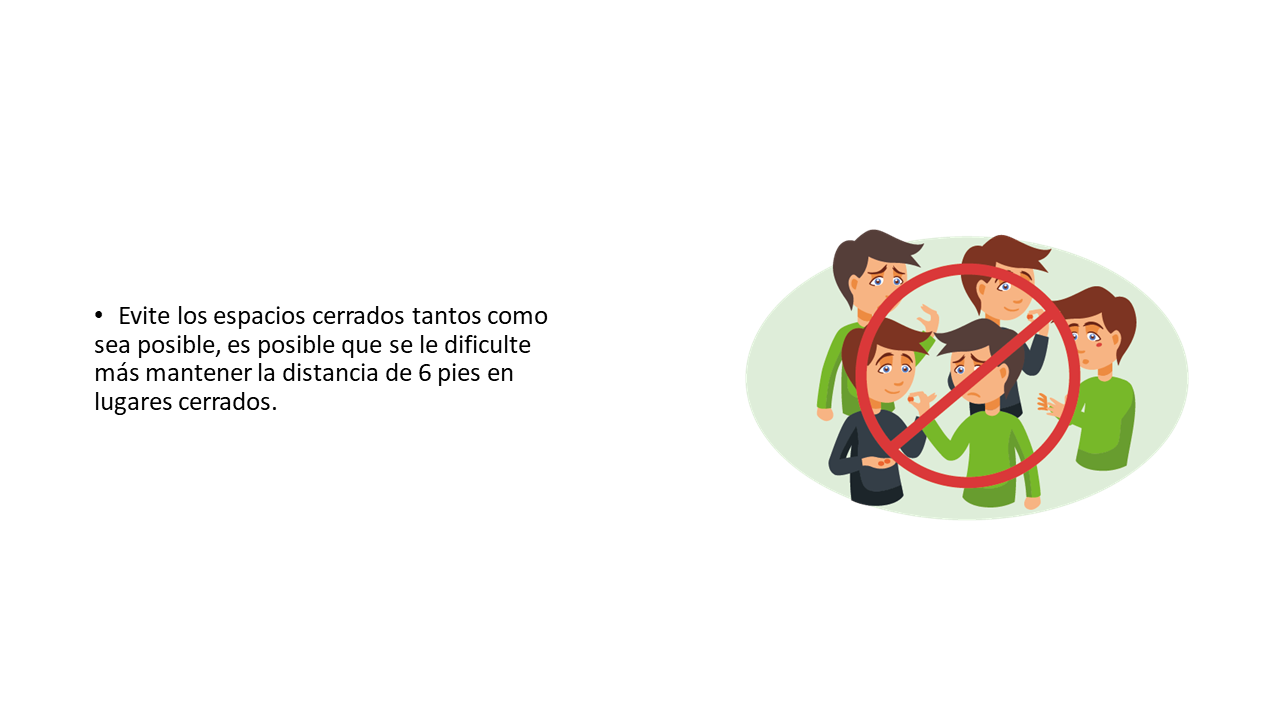 • Evite los espacios cerrados tantos como
sea posible, es posible que se le dificulte
más mantener la distancia de 6 pies en
lugares cerrados.